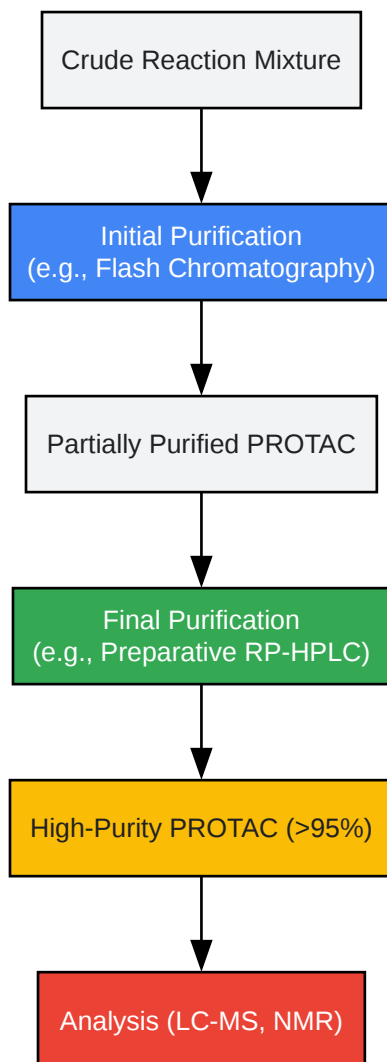 Crude Reaction Mixture
Initial Purification
(e.g., Flash Chromatography)
Partially Purified PROTAC
Final Purification
(e.g., Preparative RP-HPLC)
High-Purity PROTAC (>95%)
Analysis (LC-MS, NMR)